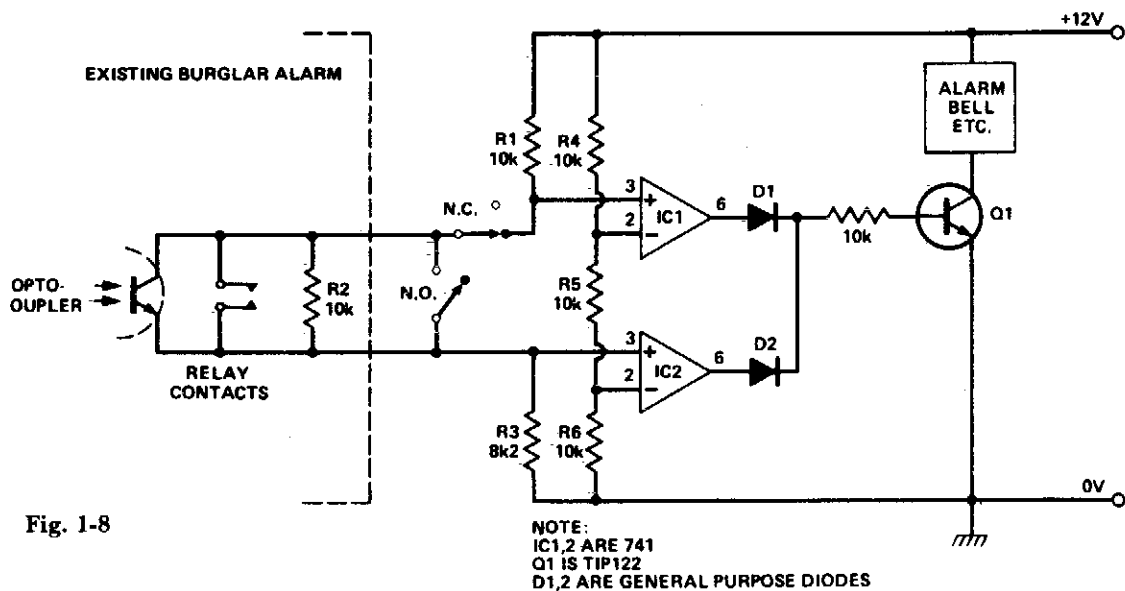 +12V
EXISTING BURGLAR ALARM
ALARM
BELL
ETC.
R1
10k
R4
10k
D1
3
+
IC1
6
2
−
N.C.
Q1
10k
OPTO-
OUPLER
R2
10k
N.O.
R5
10k
D2
3
+
IC2
6
2
−
RELAY
CONTACTS
R3
8k2
R6
10k
0V
Fig. 1-8
NOTE:
IC1,2 ARE 741
Q1 IS TIP122
D1,2 ARE GENERAL PURPOSE DIODES